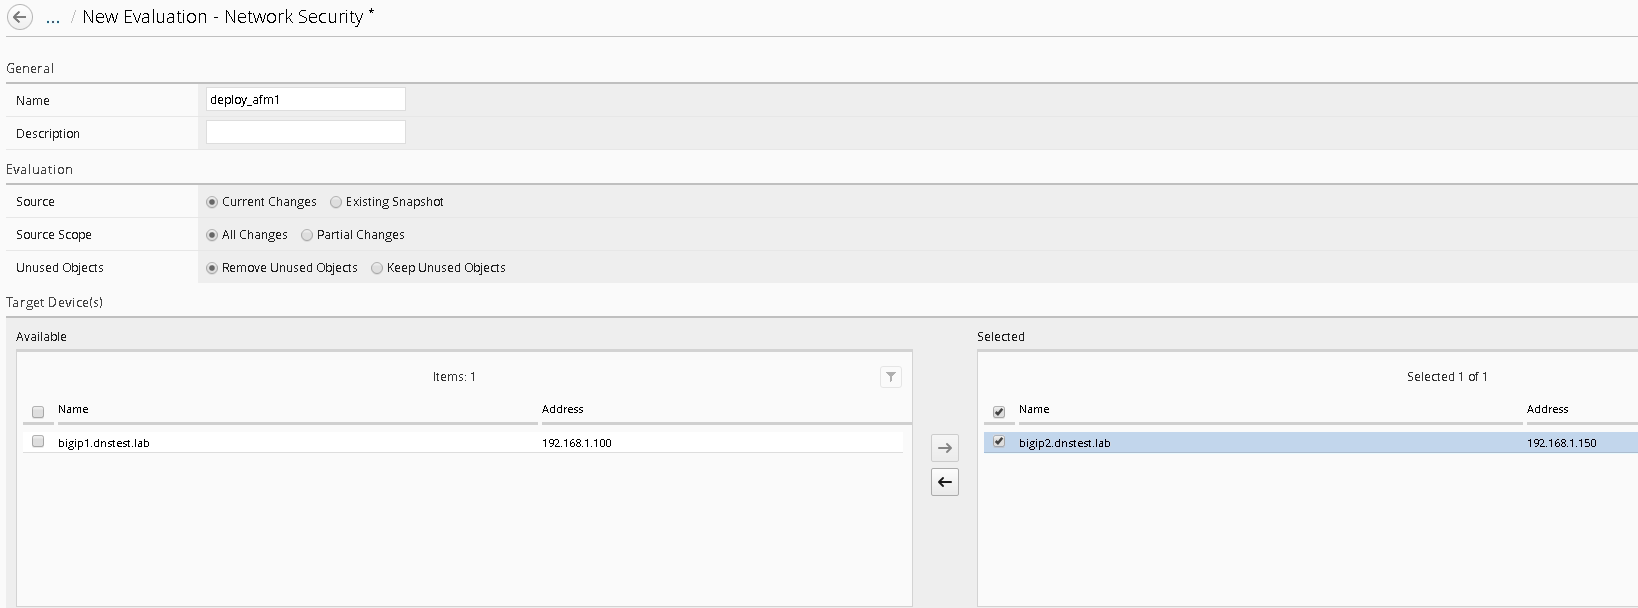 ... / New Evaluation - Network Security *
General
Name deploy_afm1
Description
Evaluation
Source Current Changes Existing Snapshot
Source Scope All Changes Partial Changes
Unused Objects Remove Unused Objects Keep Unused Objects
Target Device(s)
Available
Items: 1
Name Address
bigip1.dnstest.lab 192.168.1.100
Selected
Selected 1 of 1
Name Address
bigip2.dnstest.lab 192.168.1.150